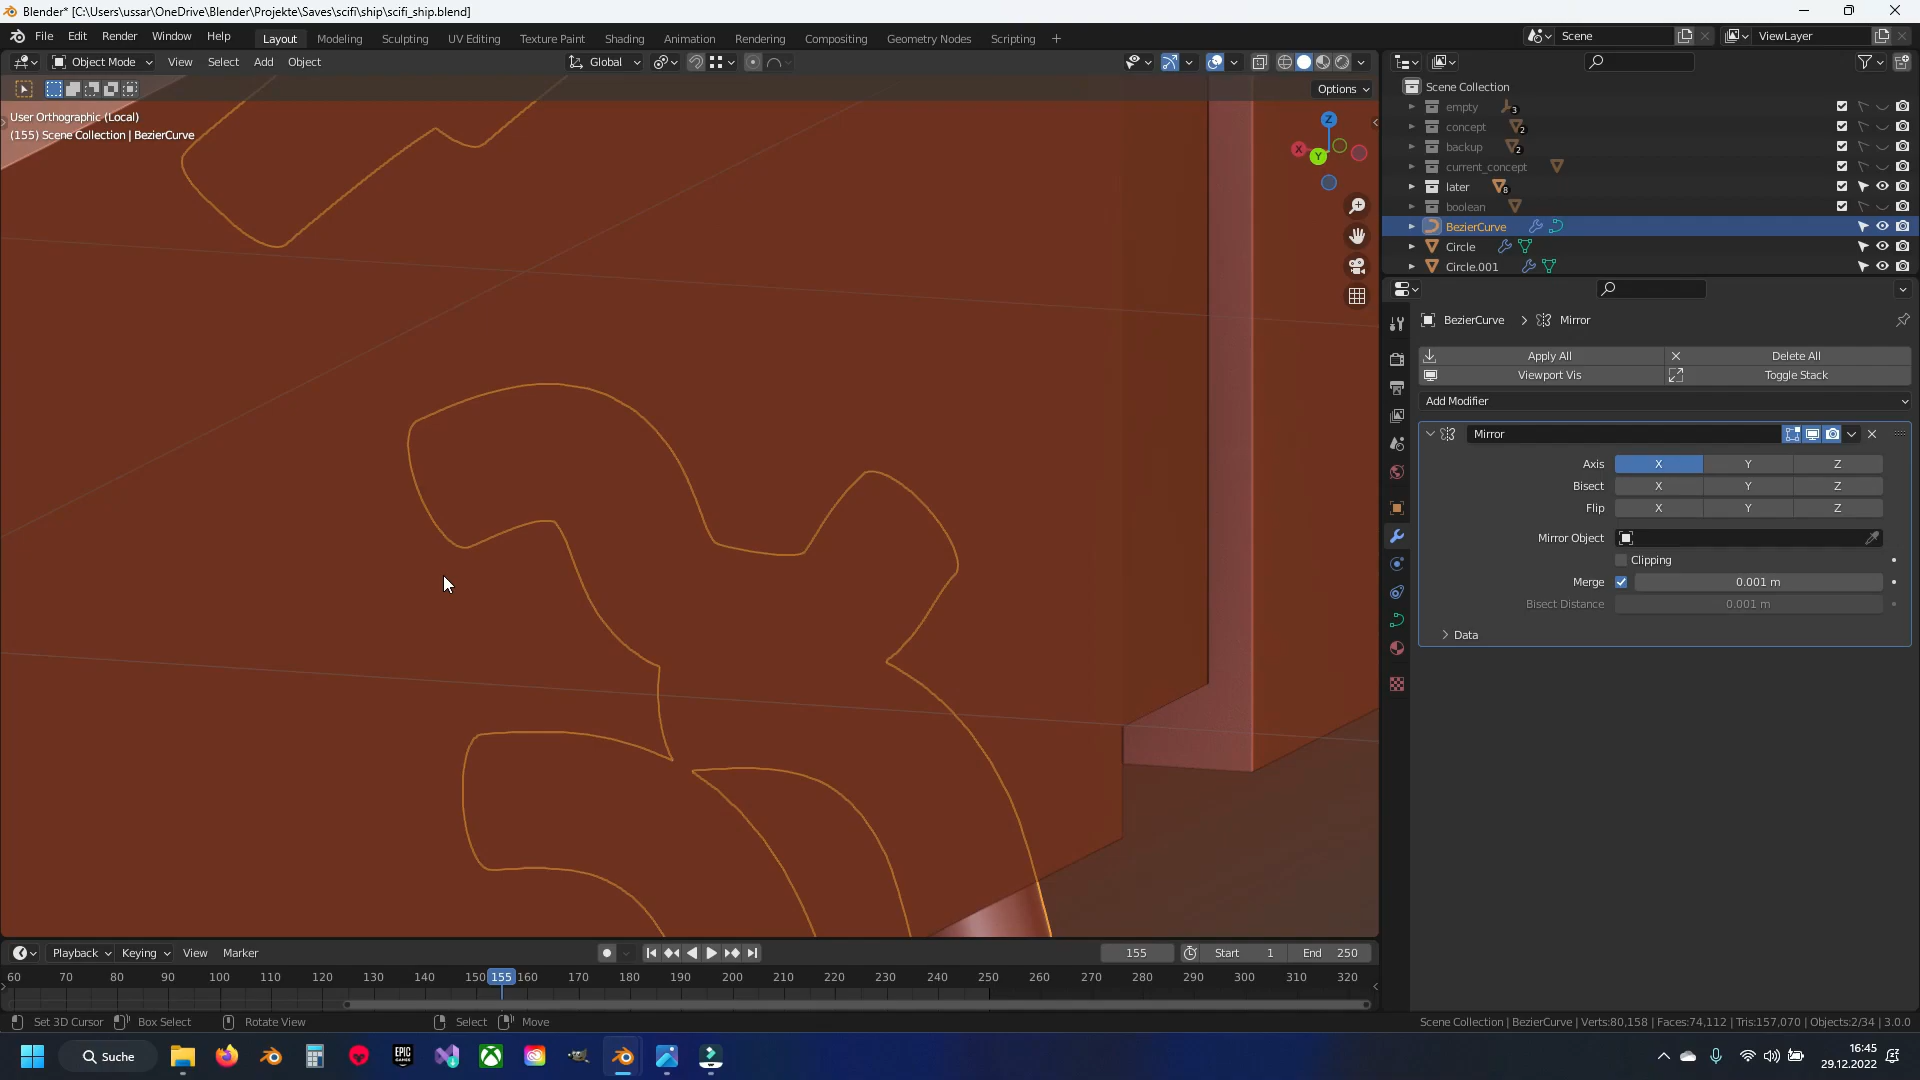 Blender* [C:\Users\ussar\OneDrive\Blender\Projekte\Saves\scifi\ship\scifi_ship.blend]
File Edit Render Window Help Layout Modeling Sculpting UV Editing Texture Paint Shading Animation Rendering Compositing Geometry Nodes Scripting + Scene ViewLayer
Object Mode View Select Add Object Global
Options
User Orthographic (Local)
(155) Scene Collection | BezierCurve
Z
X
Y
Scene Collection
empty 3
concept 2
backup 2
current_concept
later 8
boolean
BezierCurve
Circle
Circle.001
BezierCurve > Mirror
Apply All Delete All
Viewport Vis Toggle Stack
Add Modifier
Mirror
Axis X Y Z
Bisect X Y Z
Flip X Y Z
Mirror Object
Clipping
Merge 0.001 m
Bisect Distance 0.001 m
Data
Playback Keying View Marker 155 Start 1 End 250
60 70 80 90 100 110 120 130 140 150 155 160 170 180 190 200 210 220 230 240 250 260 270 280 290 300 310 320
Set 3D Cursor Box Select Rotate View Select Move
Scene Collection | BezierCurve | Verts:80,158 | Faces:74,112 | Tris:157,070 | Objects:2/34 | 3.0.0
Suche
EPIC GAMES
16:45
29.12.2022